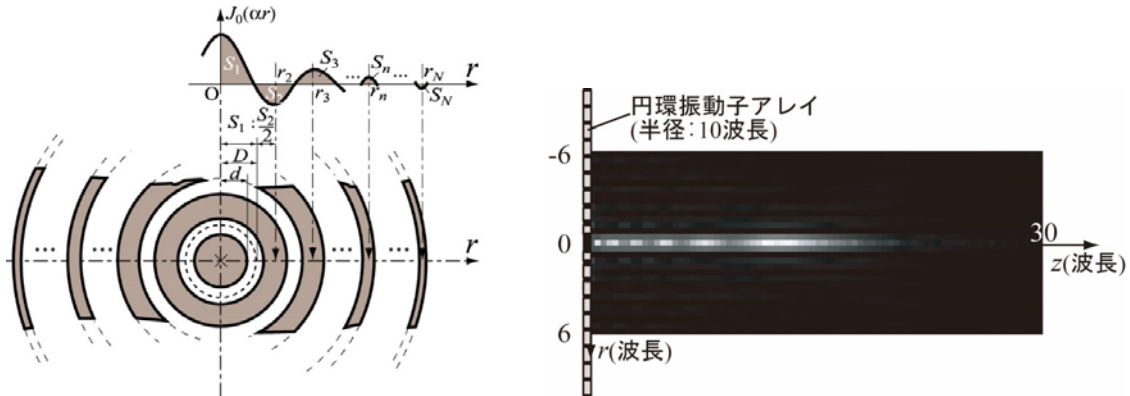 J₀(αr)
S₁
r₂
S₃
...
Sₙ
...
r_N
r
O
S₂
r₃
rₙ
S_N
S₁ : S₂/2
D
d
...
...
...
...
r
円環振動子アレイ
(半径:10波長)
-6
0
6
30
z(波長)
r(波長)